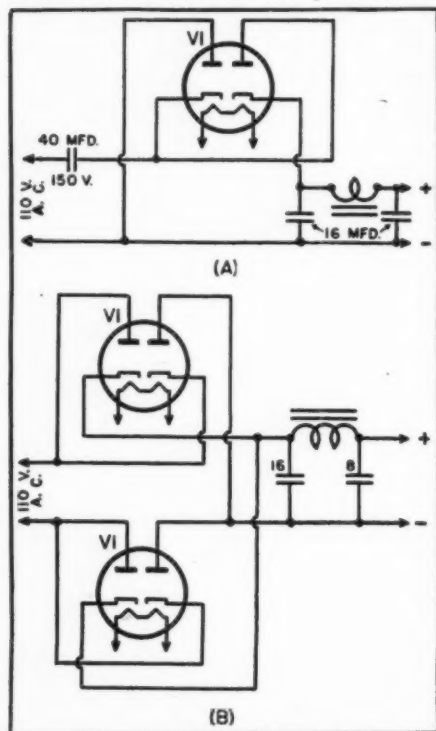 V1
40 MFD.
150 V.
110 V.
A.C.
16 MFD.
+
-
(A)
V1
110 V.
A.C.
16
8
+
-
V1
(B)